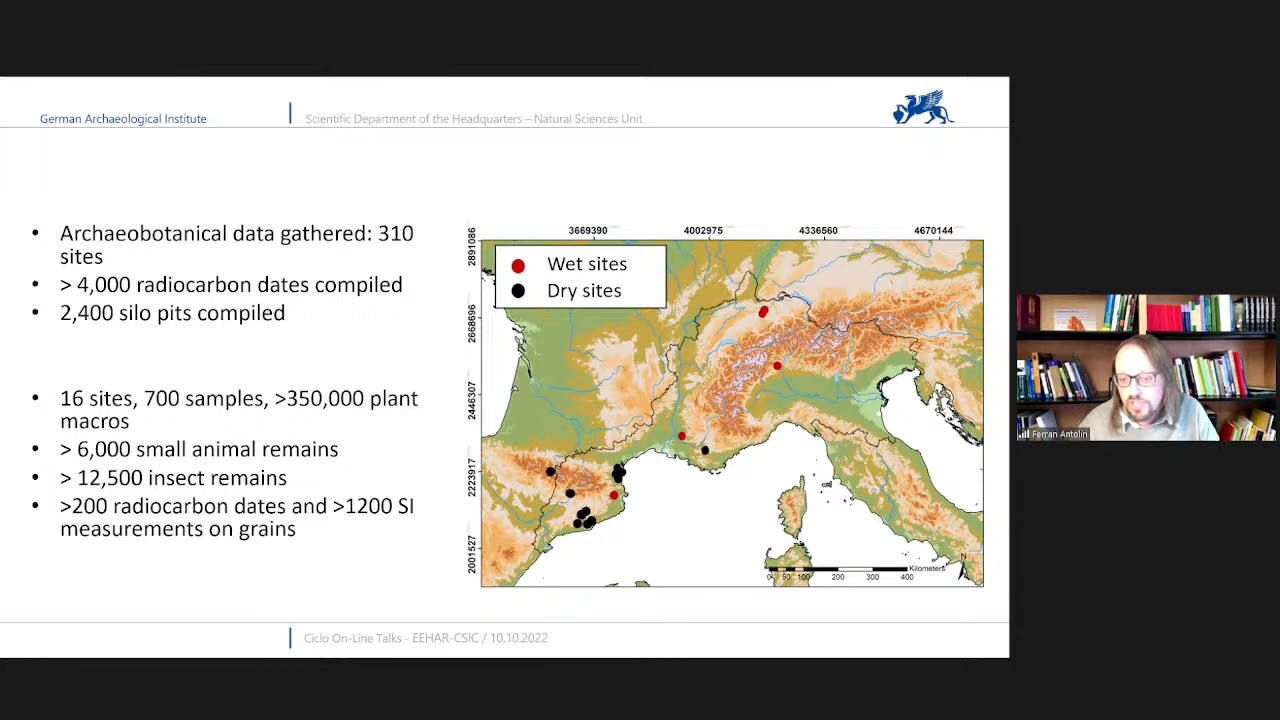 German Archaeological Institute
Scientific Department of the Headquarters – Natural Sciences Unit
• Archaeobotanical data gathered: 310
sites
• > 4,000 radiocarbon dates compiled
• 2,400 silo pits compiled
• 16 sites, 700 samples, >350,000 plant
macros
• > 6,000 small animal remains
• > 12,500 insect remains
• >200 radiocarbon dates and >1200 SI
measurements on grains
3669390 4002975 4336560 4670144
2891086
2668696
2446307
2223917
2001527
Wet sites
Dry sites
N
Kilometers
0 50 100 200 300 400
Ferran Antolin
Ciclo On-Line Talks - EEHAR-CSIC / 10.10.2022